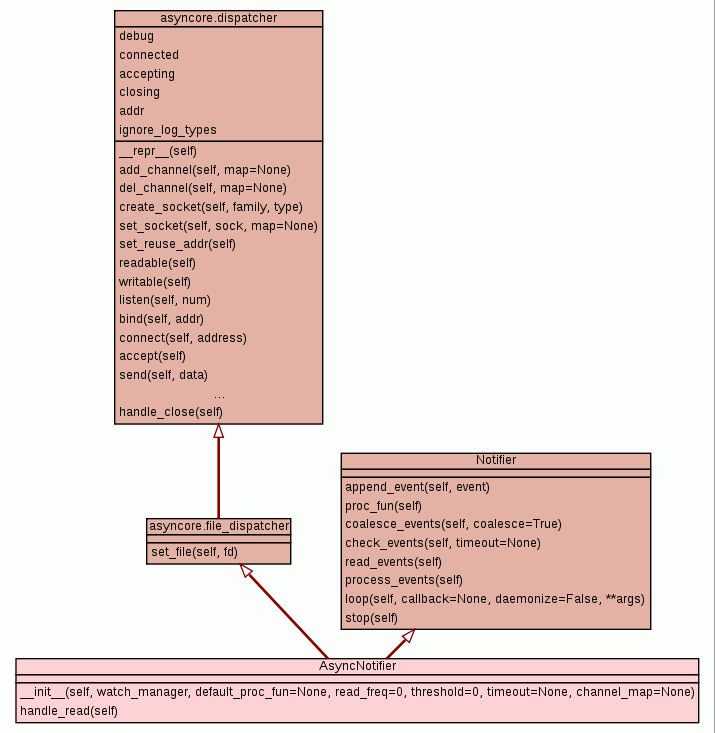 asyncore.dispatcher
debug
connected
accepting
closing
addr
ignore_log_types
__repr__(self)
add_channel(self, map=None)
del_channel(self, map=None)
create_socket(self, family, type)
set_socket(self, sock, map=None)
set_reuse_addr(self)
readable(self)
writable(self)
listen(self, num)
bind(self, addr)
connect(self, address)
accept(self)
send(self, data)
...
handle_close(self)
asyncore.file_dispatcher
set_file(self, fd)
Notifier
append_event(self, event)
proc_fun(self)
coalesce_events(self, coalesce=True)
check_events(self, timeout=None)
read_events(self)
process_events(self)
loop(self, callback=None, daemonize=False, **args)
stop(self)
AsyncNotifier
__init__(self, watch_manager, default_proc_fun=None, read_freq=0, threshold=0, timeout=None, channel_map=None)
handle_read(self)